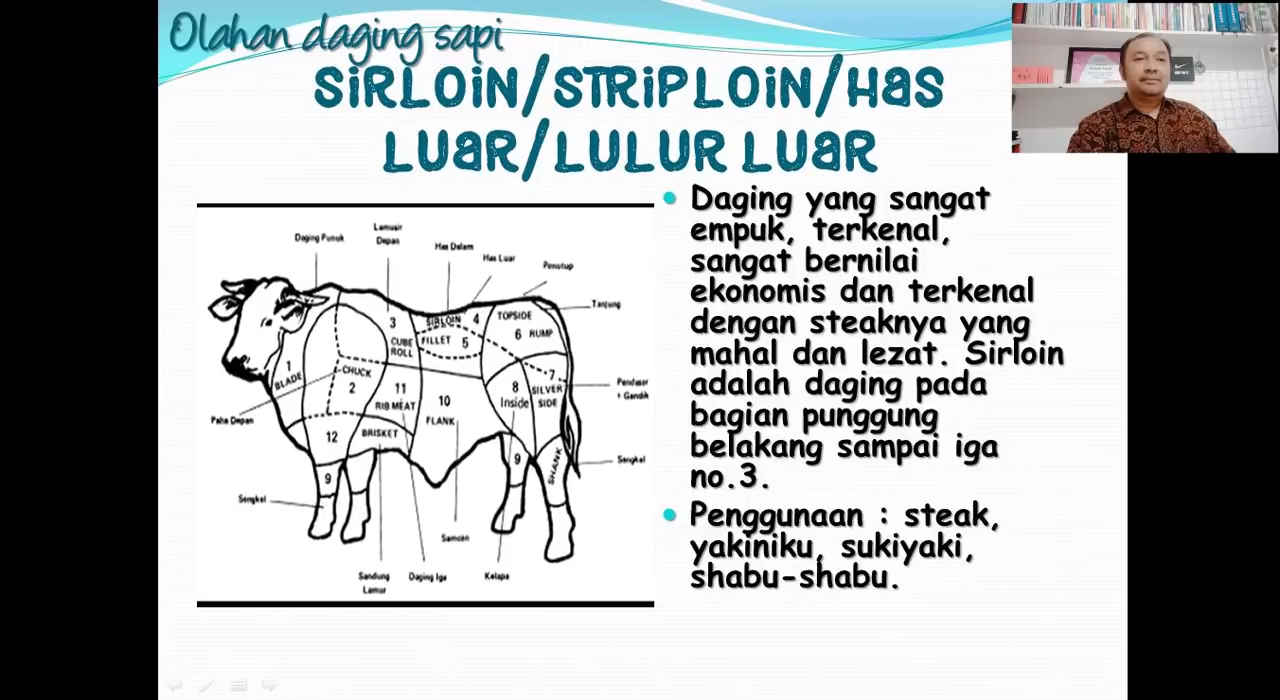 Olahan daging sapi
SIRLOIN/STRIPLOIN/HAS
LUAR/LULUR LUAR
Daging yang sangat
empuk, terkenal,
sangat bernilai
ekonomis dan terkenal
dengan steaknya yang
mahal dan lezat. Sirloin
adalah daging pada
bagian punggung
belakang sampai iga
no.3.
Penggunaan : steak,
yakiniku, sukiyaki,
shabu-shabu.
Daging Punuk
Lamusir
Depan
Has Dalam
Has Luar
Penutup
Tanjung
3
SIRLOIN
4
TOPSIDE
CUBE
ROLL
FILLET
5
6
RUMP
1
BLADE
CHUCK
2
11
RIB MEAT
10
FLANK
8
Inside
7
SILVER
SIDE
Paha Depan
12
BRISKET
9
9
SHANK
Sengkel
Sengkel
Samcan
Sandung
Lamur
Daging Iga
Kelapa